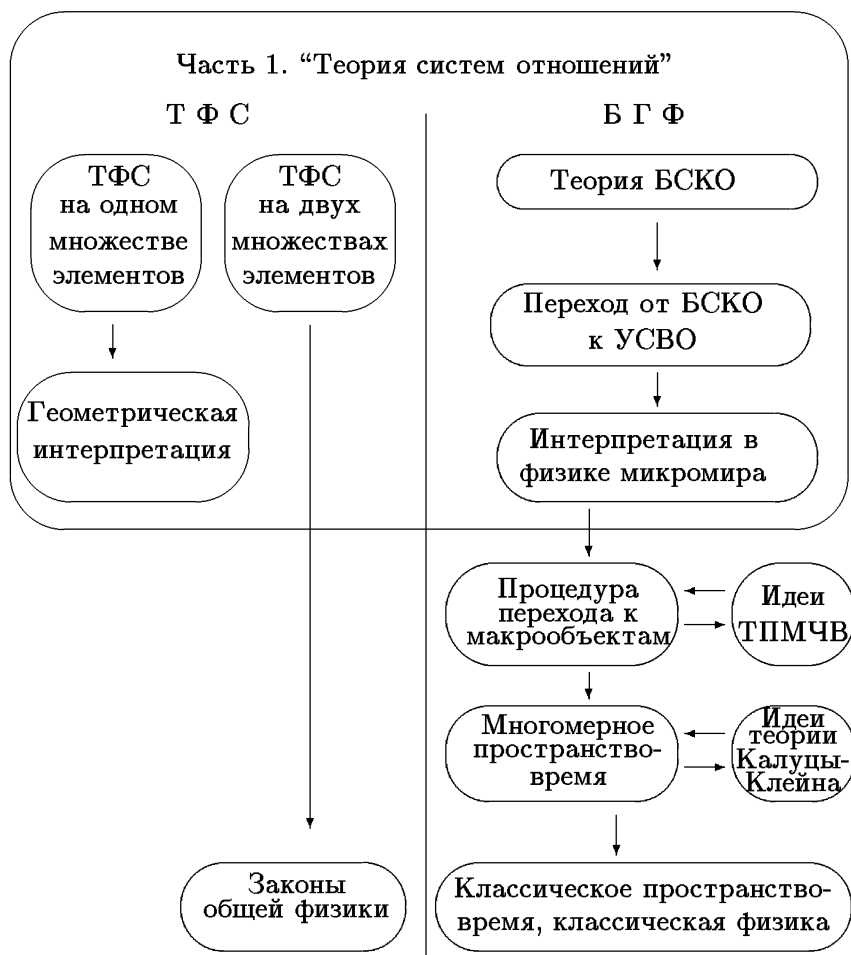 Часть 1. “Теория систем отношений”
Т Ф С
Б Г Ф
ТФС
на одном
множестве
элементов
ТФС
на двух
множествах
элементов
Геометрическая
интерпретация
Законы
общей физики
Теория БСКО
Переход от БСКО
к УСВО
Интерпретация в
физике микромира
Процедура
перехода к
макрообъектам
Идеи
ТПМЧВ
Многомерное
пространство-
время
Идеи
теории
Калуцы-
Клейна
Классическое пространство-
время, классическая физика